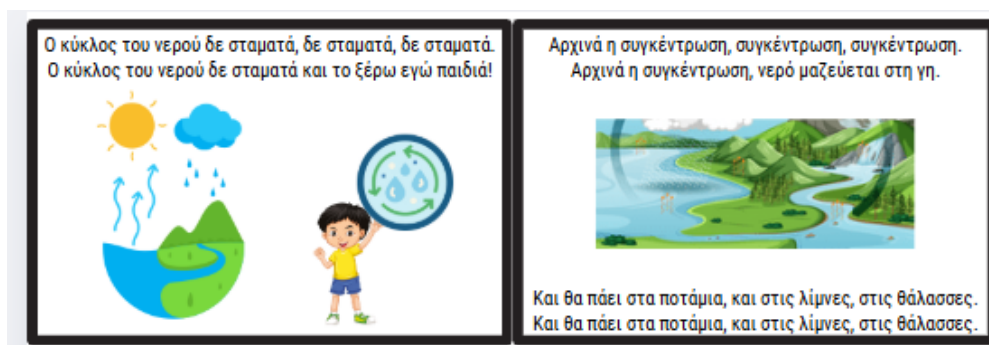 Ο κύκλος του νερού δε σταματά, δε σταματά, δε σταματά.
Ο κύκλος του νερού δε σταματά και το ξέρω εγώ παιδιά!
Αρχινά η συγκέντρωση, συγκέντρωση, συγκέντρωση.
Αρχινά η συγκέντρωση, νερό μαζεύεται στη γη.
Και θα πάει στα ποτάμια, και στις λίμνες, στις θάλασσες.
Και θα πάει στα ποτάμια, και στις λίμνες, στις θάλασσες.